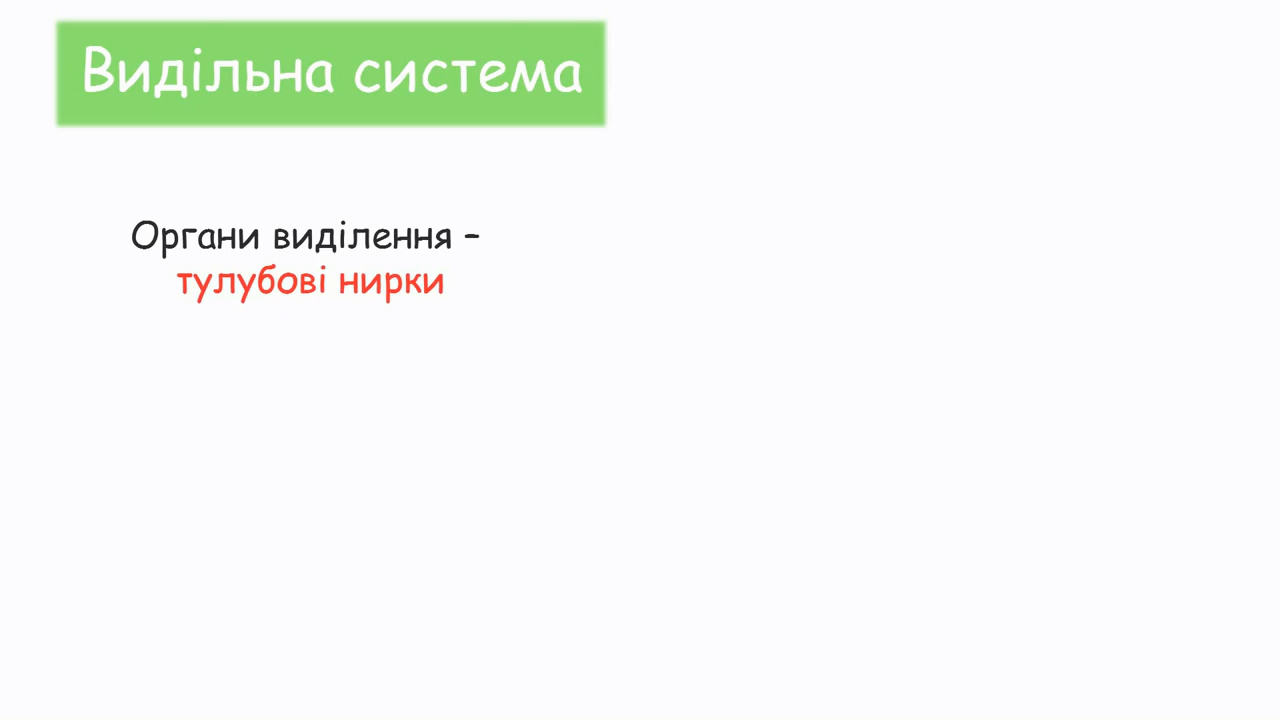 Видільна система
Органи виділення –
тулубові нирки